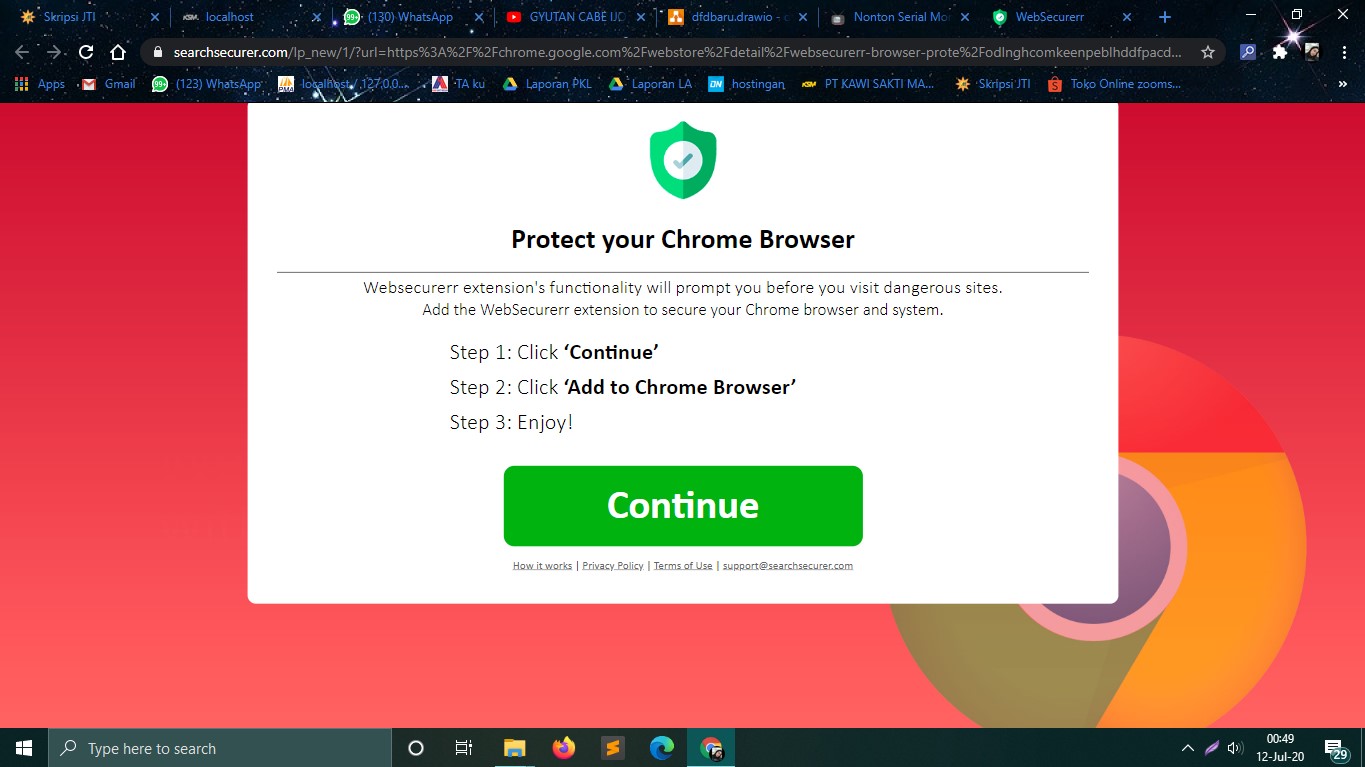 Skripsi JTI
localhost
(130) WhatsApp
GYUTAN CABE IJO
dfdbaru.drawio - d
Nonton Serial Mo
WebSecurerr
searchsecurer.com/lp_new/1/?url=https%3A%2F%2Fchrome.google.com%2Fwebstore%2Fdetail%2Fwebsecurerr-browser-prote%2Fodlnghcomkeenpeblhddfpacd...
Apps
Gmail
99+
(123) WhatsApp
PMA
localhost / 127.0.0...
TA ku
Laporan PKL
Laporan LA
DN
hostingan
KSM
PT KAWI SAKTI MA...
Skripsi JTI
Toko Online zooms...
Protect your Chrome Browser
Websecurerr extension's functionality will prompt you before you visit dangerous sites.
Add the WebSecurerr extension to secure your Chrome browser and system.
Step 1: Click ‘Continue’
Step 2: Click ‘Add to Chrome Browser’
Step 3: Enjoy!
Continue
How it works | Privacy Policy | Terms of Use | support@searchsecurer.com
Type here to search
00:49
12-Jul-20
29